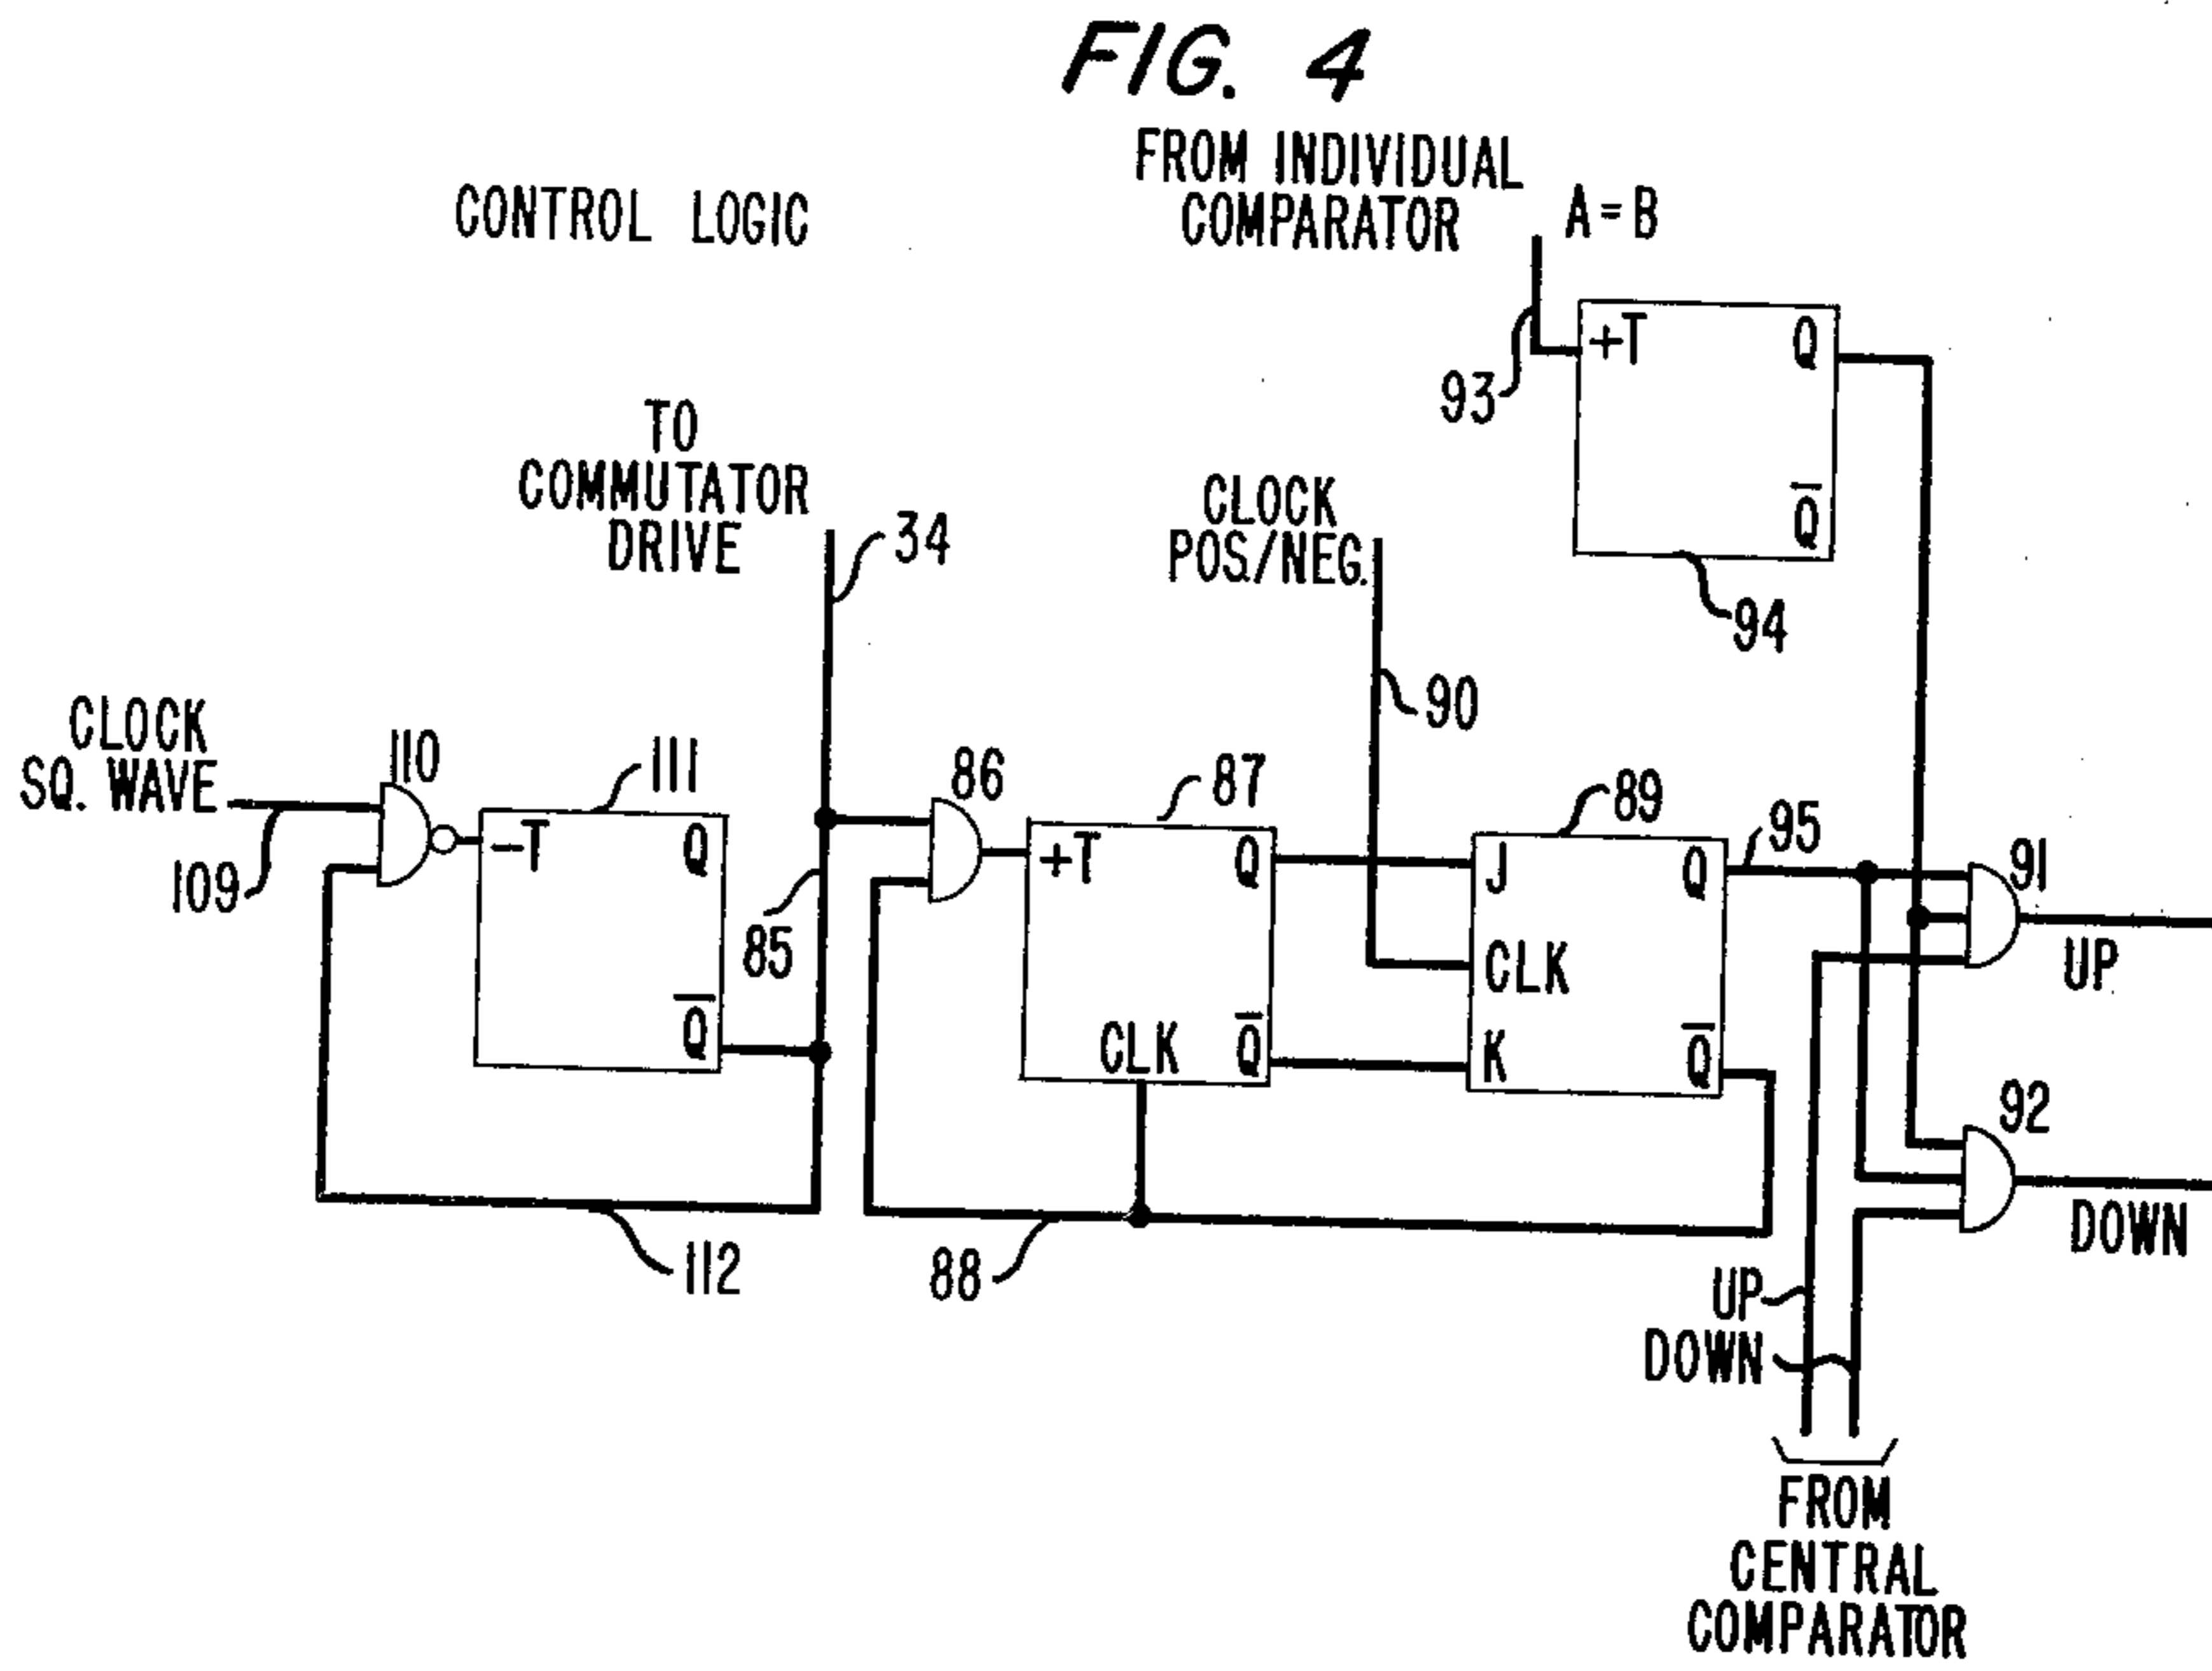 FIG. 4
CONTROL LOGIC
FROM INDIVIDUAL
COMPARATOR
A = B
+T
Q
Q̅
93
94
TO
COMMUTATOR
DRIVE
34
CLOCK
POS/NEG.
90
CLOCK
SQ. WAVE
109
110
111
-T
Q
Q̅
85
112
86
87
+T
Q
CLK
Q̅
88
89
J
Q
CLK
K
Q̅
95
91
UP
92
DOWN
UP
DOWN
FROM
CENTRAL
COMPARATOR